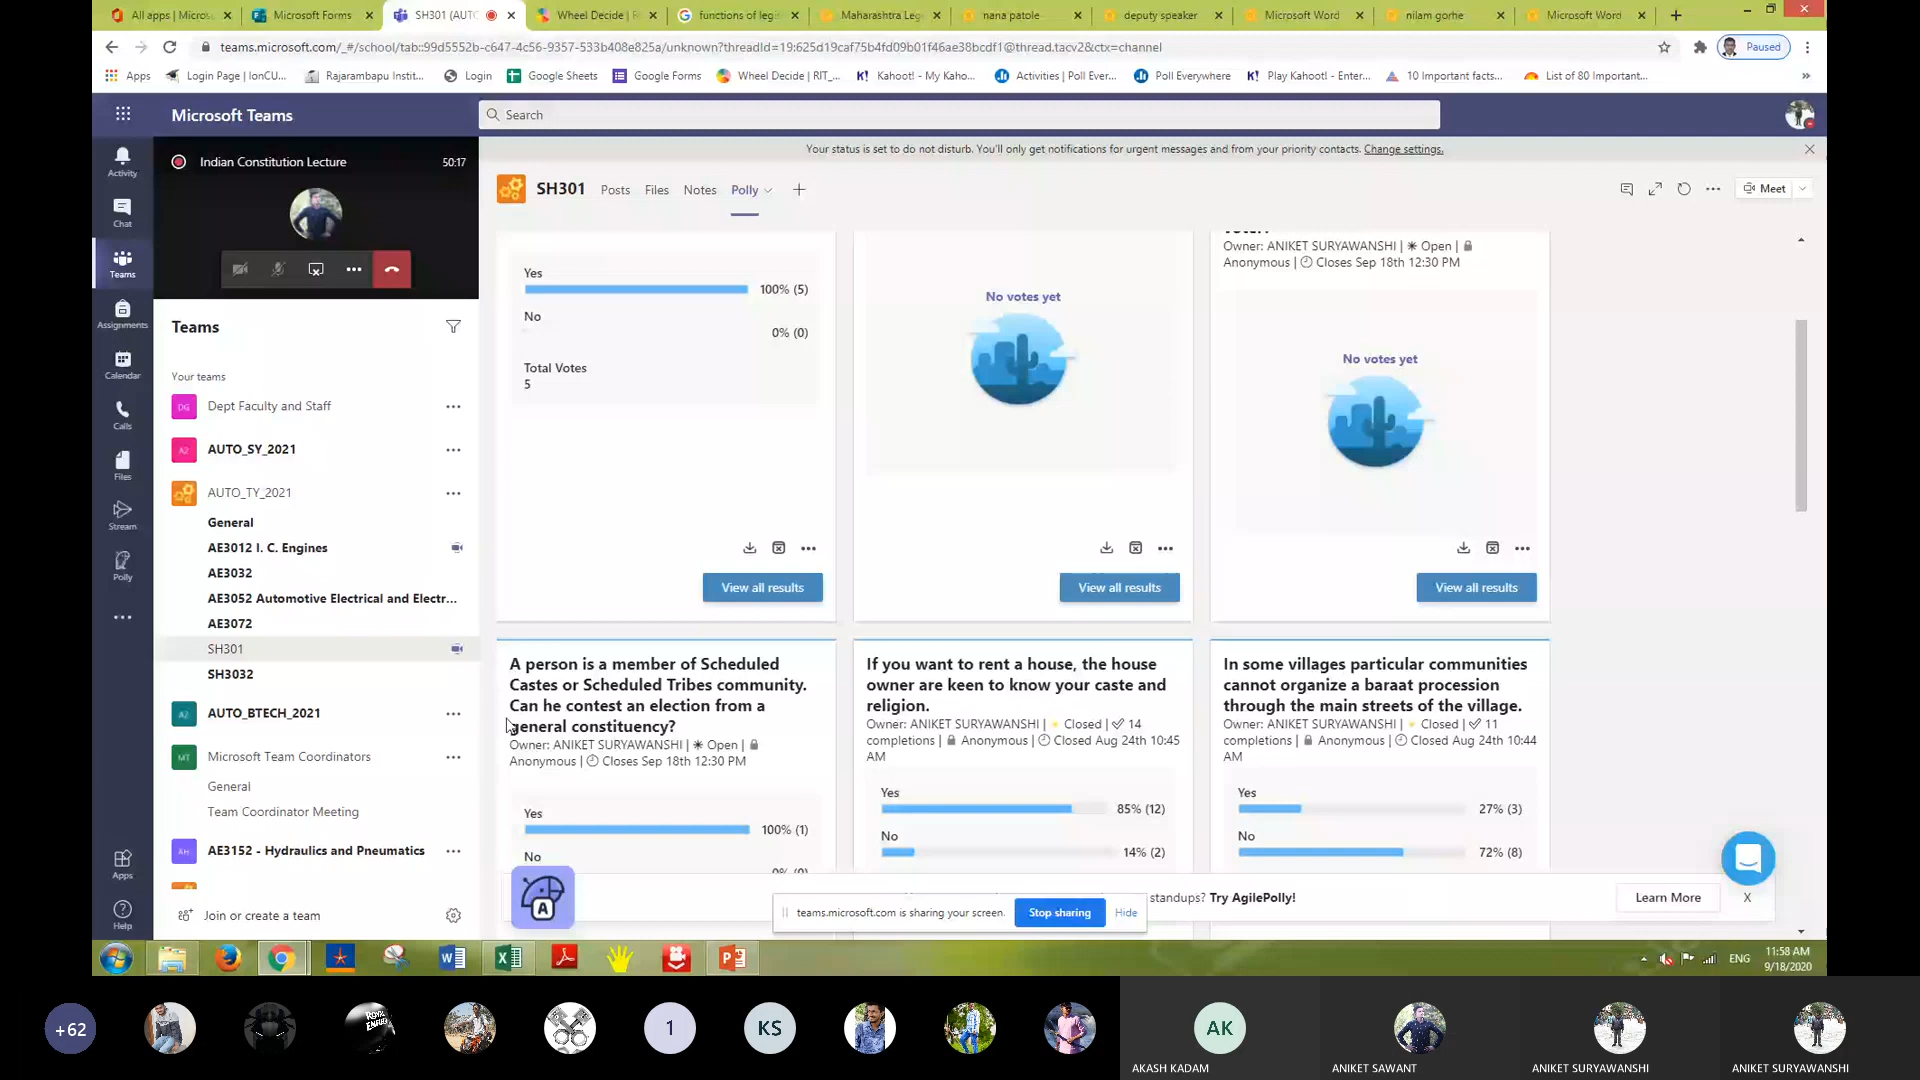 All apps | Micros
Microsoft Forms
SH301 (AUTO
Wheel Decide | R
functions of legis
Maharashtra Leg
nana patole
deputy speaker
Microsoft Word
nilam gorhe
Microsoft Word
teams.microsoft.com/_#/school/tab::99d5552b-c647-4c56-9357-533b408e825a/unknown?threadId=19:625d19caf75b4fd09b01f46ae38bcdf1@thread.tacv2&ctx=channel
Paused
Apps
Login Page | IonCU...
Rajarambapu Instit...
Login
Google Sheets
Google Forms
Wheel Decide | RIT_...
Kahoot! - My Kaho...
Activities | Poll Ever...
Poll Everywhere
Play Kahoot! - Enter...
10 Important facts...
List of 80 Important...
Microsoft Teams
Search
Your status is set to do not disturb. You'll only get notifications for urgent messages and from your priority contacts. Change settings.
Activity
Chat
Teams
Assignments
Calendar
Calls
Files
Stream
Polly
Apps
Help
Indian Constitution Lecture
50:17
Teams
Your teams
DG
Dept Faculty and Staff
A2
AUTO_SY_2021
AUTO_TY_2021
General
AE3012 I. C. Engines
AE3032
AE3052 Automotive Electrical and Electr...
AE3072
SH301
SH3032
A2
AUTO_BTECH_2021
MT
Microsoft Team Coordinators
General
Team Coordinator Meeting
AH
AE3152 - Hydraulics and Pneumatics
Join or create a team
SH301
Posts
Files
Notes
Polly
Meet
Yes
100% (5)
No
0% (0)
Total Votes
5
View all results
No votes yet
View all results
Owner: ANIKET SURYAWANSHI | Open |
Anonymous | Closes Sep 18th 12:30 PM
No votes yet
View all results
A person is a member of Scheduled
Castes or Scheduled Tribes community.
Can he contest an election from a
general constituency?
Owner: ANIKET SURYAWANSHI | Open |
Anonymous | Closes Sep 18th 12:30 PM
Yes
100% (1)
No
If you want to rent a house, the house
owner are keen to know your caste and
religion.
Owner: ANIKET SURYAWANSHI | Closed | 14
completions | Anonymous | Closed Aug 24th 10:45
AM
Yes
85% (12)
No
14% (2)
In some villages particular communities
cannot organize a baraat procession
through the main streets of the village.
Owner: ANIKET SURYAWANSHI | Closed | 11
completions | Anonymous | Closed Aug 24th 10:44
AM
Yes
27% (3)
No
72% (8)
A
standups? Try AgilePolly!
Learn More
X
teams.microsoft.com is sharing your screen.
Stop sharing
Hide
ENG
11:58 AM
9/18/2020
+62
1
KS
AK
AKASH KADAM
ANIKET SAWANT
ANIKET SURYAWANSHI
ANIKET SURYAWANSHI